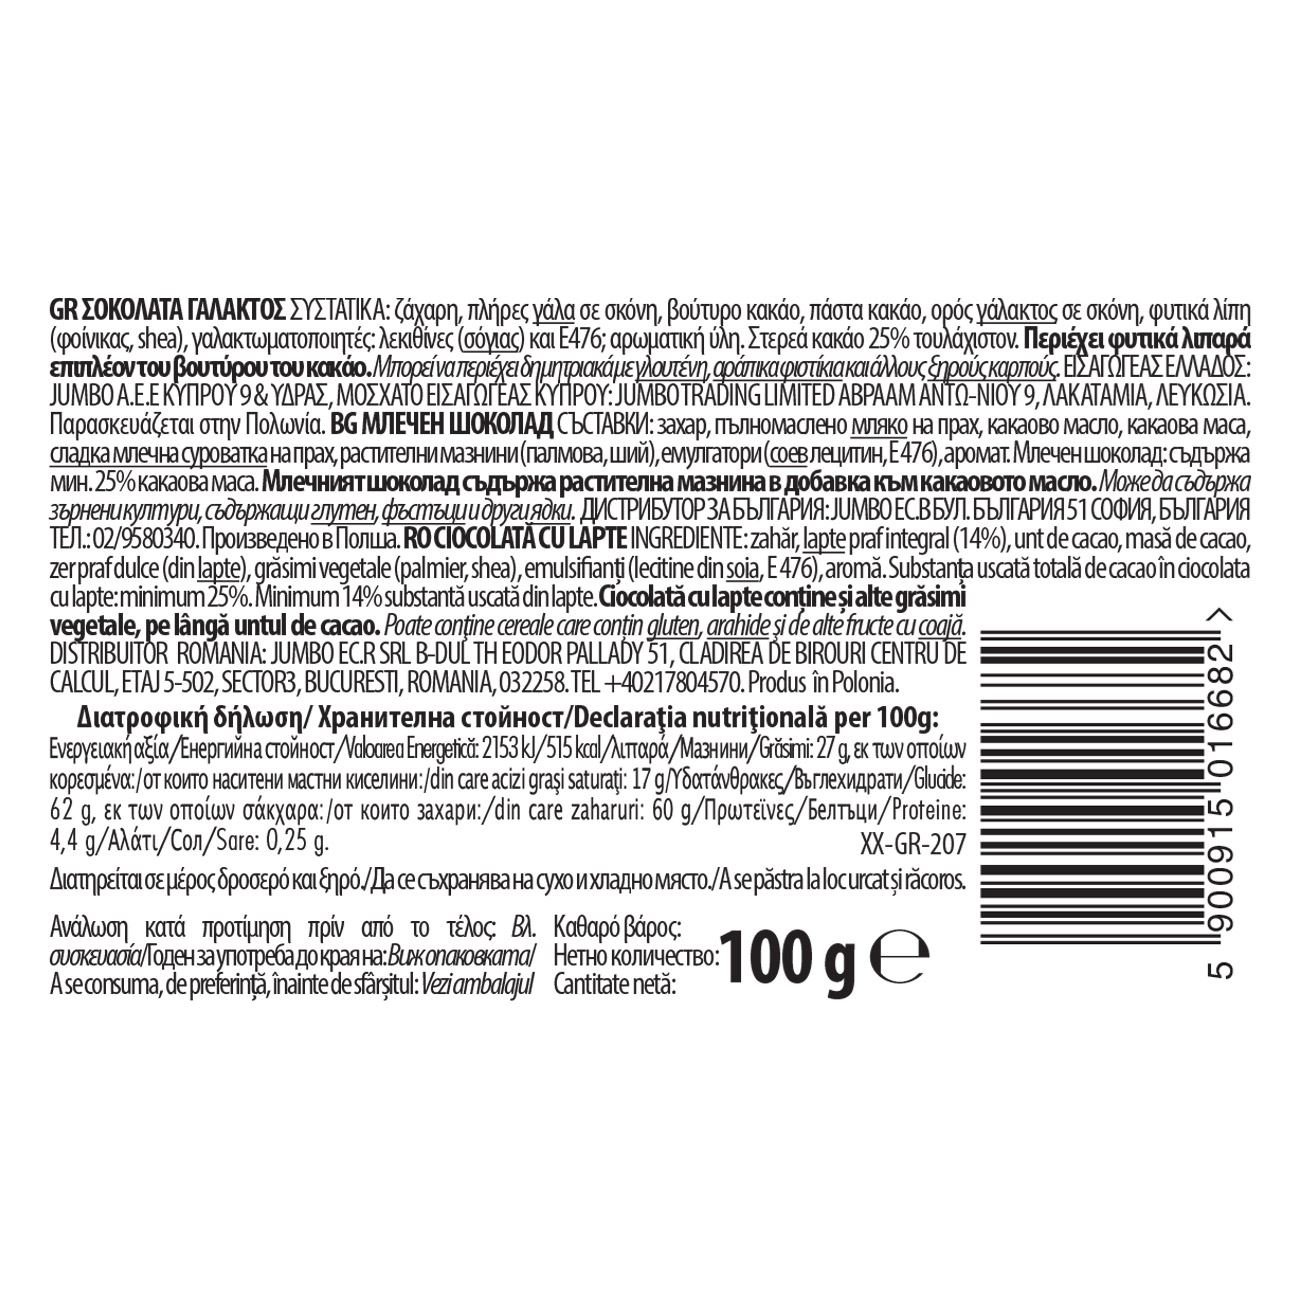 GR ΣΟΚΟΛΑΤΑ ΓΑΛΑΚΤΟΣ ΣΥΣΤΑΤΙΚΑ: ζάχαρη, πλήρες γάλα σε σκόνη, βούτυρο κακάο, πάστα κακάο, ορός γάλακτος σε σκόνη, φυτικά λίπη
(φοίνικας, shea), γαλακτωματοποιητές: λεκιθίνες (σόγιας) και E476; αρωματική ύλη. Στερεά κακάο 25% τουλάχιστον. Περιέχει φυτικά λιπαρά
επιπλέον του βουτύρου του κακάο. Μπορεί να περιέχει δημητριακά με γλουτένη, αράπικα φιστίκια και άλλους ξηρούς καρπούς. ΕΙΣΑΓΩΓΕΑΣ ΕΛΛΑΔΟΣ:
JUMBO A.E.E ΚΥΠΡΟΥ 9 & ΥΔΡΑΣ, ΜΟΣΧΑΤΟ ΕΙΣΑΓΩΓΕΑΣ ΚΥΠΡΟΥ: JUMBO TRADING LIMITED ΑΒΡΑΑΜ ΑΝΤΩ-ΝΙΟΥ 9, ΛΑΚΑΤΑΜΙΑ, ΛΕΥΚΩΣΙΑ.
Παρασκευάζεται στην Πολωνία. BG МЛЕЧЕН ШОКОЛАД СЪСТАВКИ: захар, пълномаслено мляко на прах, какаово масло, какаова маса,
сладка млечна суроватка на прах, растителни мазнини (палмова, ший), емулгатори (соев лецитин, E 476), аромат. Млечен шоколад: съдържа
мин. 25% какаова маса. Млечният шоколад съдържа растителна мазнина в добавка към какаовото масло. Може да съдържа
зърнени култури, съдържащи глутен, фъстъци и други ядки. ДИСТРИБУТОР ЗА БЪЛГАРИЯ: JUMBO EC.B БУЛ. БЪЛГАРИЯ 51 СОФИЯ, БЪЛГАРИЯ
ТЕЛ.: 02/9580340. Произведено в Полша. RO CIOCOLATĂ CU LAPTE INGREDIENTE: zahăr, lapte praf integral (14%), unt de cacao, masă de cacao,
zer praf dulce (din lapte), grăsimi vegetale (palmier, shea), emulsifianți (lecitine din soia, E 476), aromă. Substanţa uscată totală de cacao în ciocolata
cu lapte: minimum 25%. Minimum 14% substantă uscată din lapte. Ciocolată cu lapte conține și alte grăsimi
vegetale, pe lângă untul de cacao. Poate conţine cereale care conțin gluten, arahide şi de alte fructe cu coajă.
DISTRIBUITOR ROMANIA: JUMBO EC.R SRL B-DUL TH EODOR PALLADY 51, CLADIREA DE BIROURI CENTRU DE
CALCUL, ETAJ 5-502, SECTOR3, BUCURESTI, ROMANIA, 032258. TEL +40217804570. Produs în Polonia.
Διατροφική δήλωση/ Хранителна стойност/Declaraţia nutriţională per 100g:
Ενεργειακή αξία/Енергийна стойност/Valoarea Energetică: 2153 kJ/515 kcal/λιπαρά/Мазнини/Grăsimi: 27 g, εκ των οποίων
κορεσμένα:/от които наситени мастни киселини:/din care acizi graşi saturaţi: 17 g/Υδατάνθρακες/Въглехидрати/Glucide:
62 g, εκ των οποίων σάκχαρα:/от които захари:/din care zaharuri: 60 g/Πρωτεϊνες/Белтъци/Proteine:
4,4 g/Αλάτι/Сол/Sare: 0,25 g. XX-GR-207
Διατηρείται σε μέρος δροσερό και ξηρό./Да се съхранява на сухо и хладно място./A se păstra la loc urcat și răcoros.
Ανάλωση κατά προτίμηση πρίν από το τέλος: Βλ.
συσκευασία/Годен за употреба до края на: Виж опаковката/
A se consuma, de preferință, înainte de sfârșitul: Vezi ambalajul
Καθαρό βάρος:
Нетно количество:
Cantitate netă:
100 g ℮
5 900915 016682 >